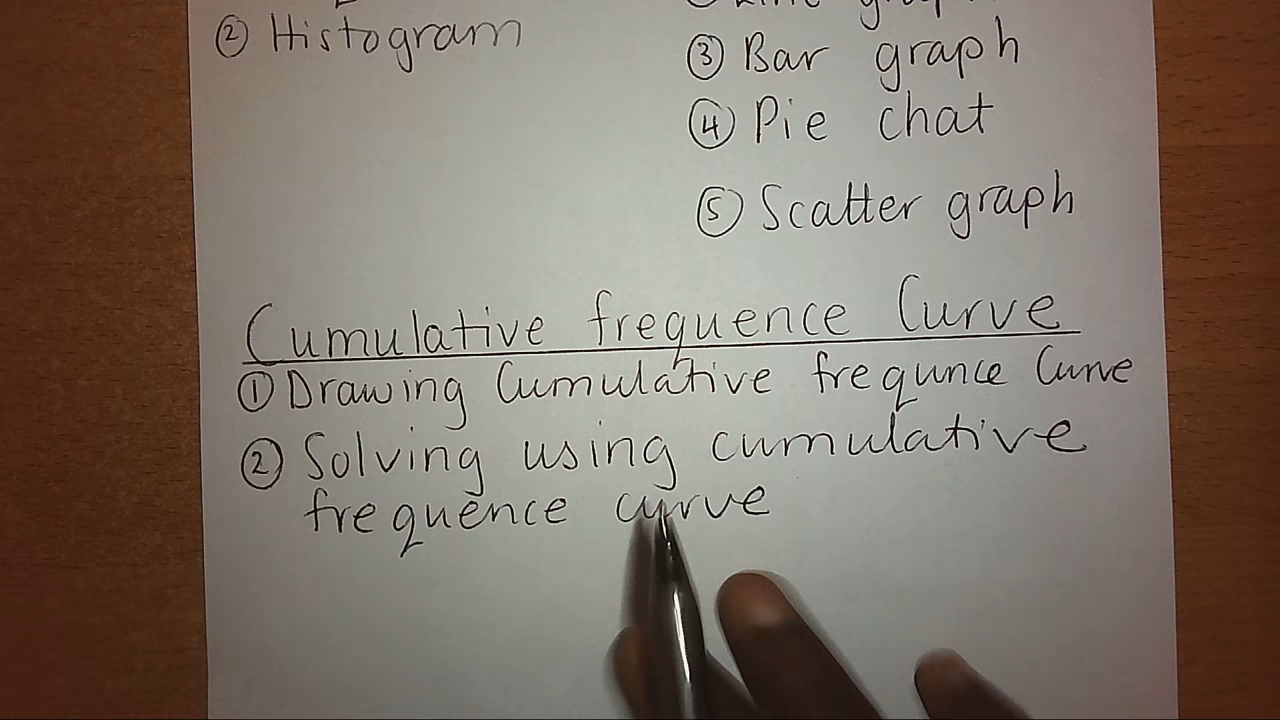 ② Histogram
③ Bar graph
④ Pie chat
⑤ Scatter graph
Cumulative frequence Curve
① Drawing Cumulative frequnce Curve
② Solving using cumulative
frequence curve